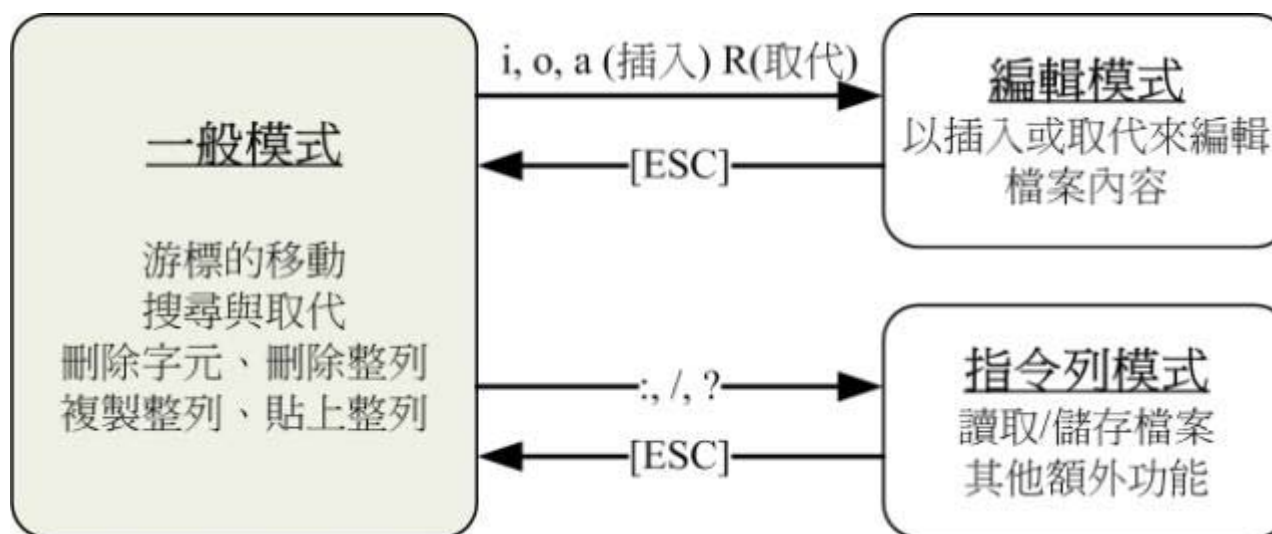 一般模式
游標的移動
搜尋與取代
刪除字元、刪除整列
複製整列、貼上整列
i, o, a (插入) R(取代)
[ESC]
編輯模式
以插入或取代來編輯
檔案內容
:, /, ?
[ESC]
指令列模式
讀取/儲存檔案
其他額外功能